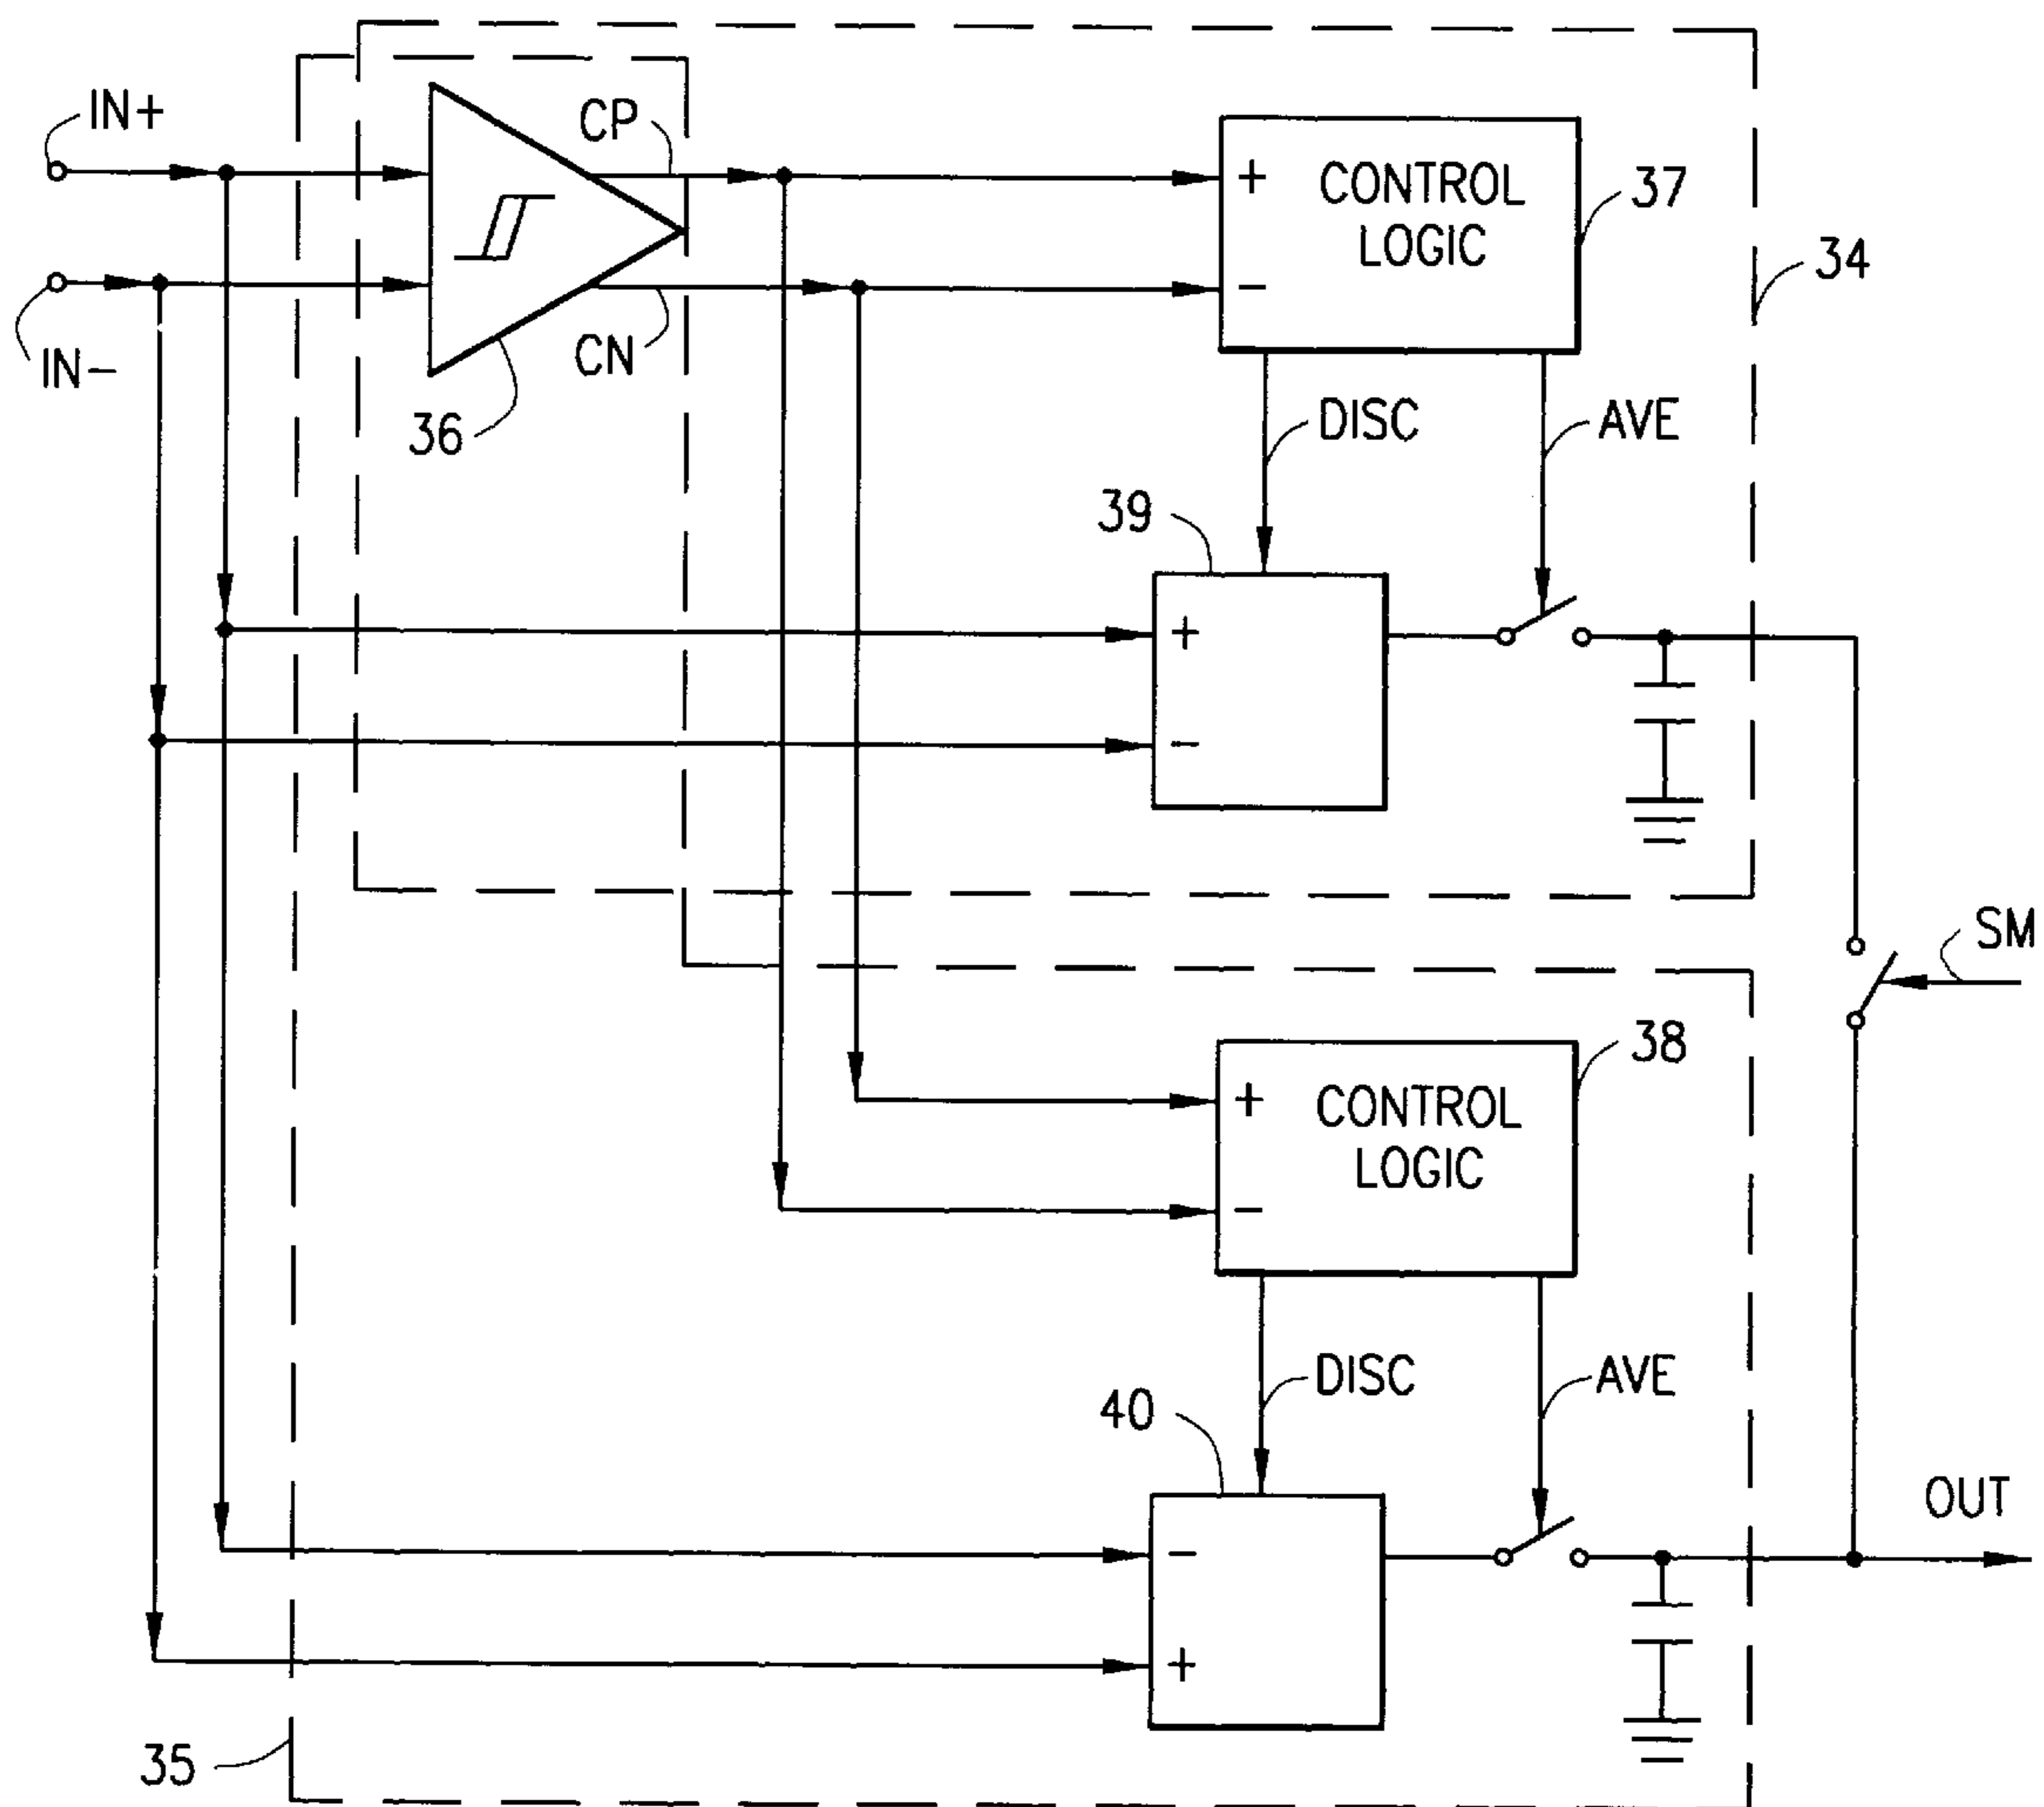 IN+
CP
+
CONTROL
LOGIC
37
34
IN-
CN
-
36
DISC
AVE
39
+
-
SM
38
+
CONTROL
LOGIC
-
DISC
AVE
40
OUT
-
+
35